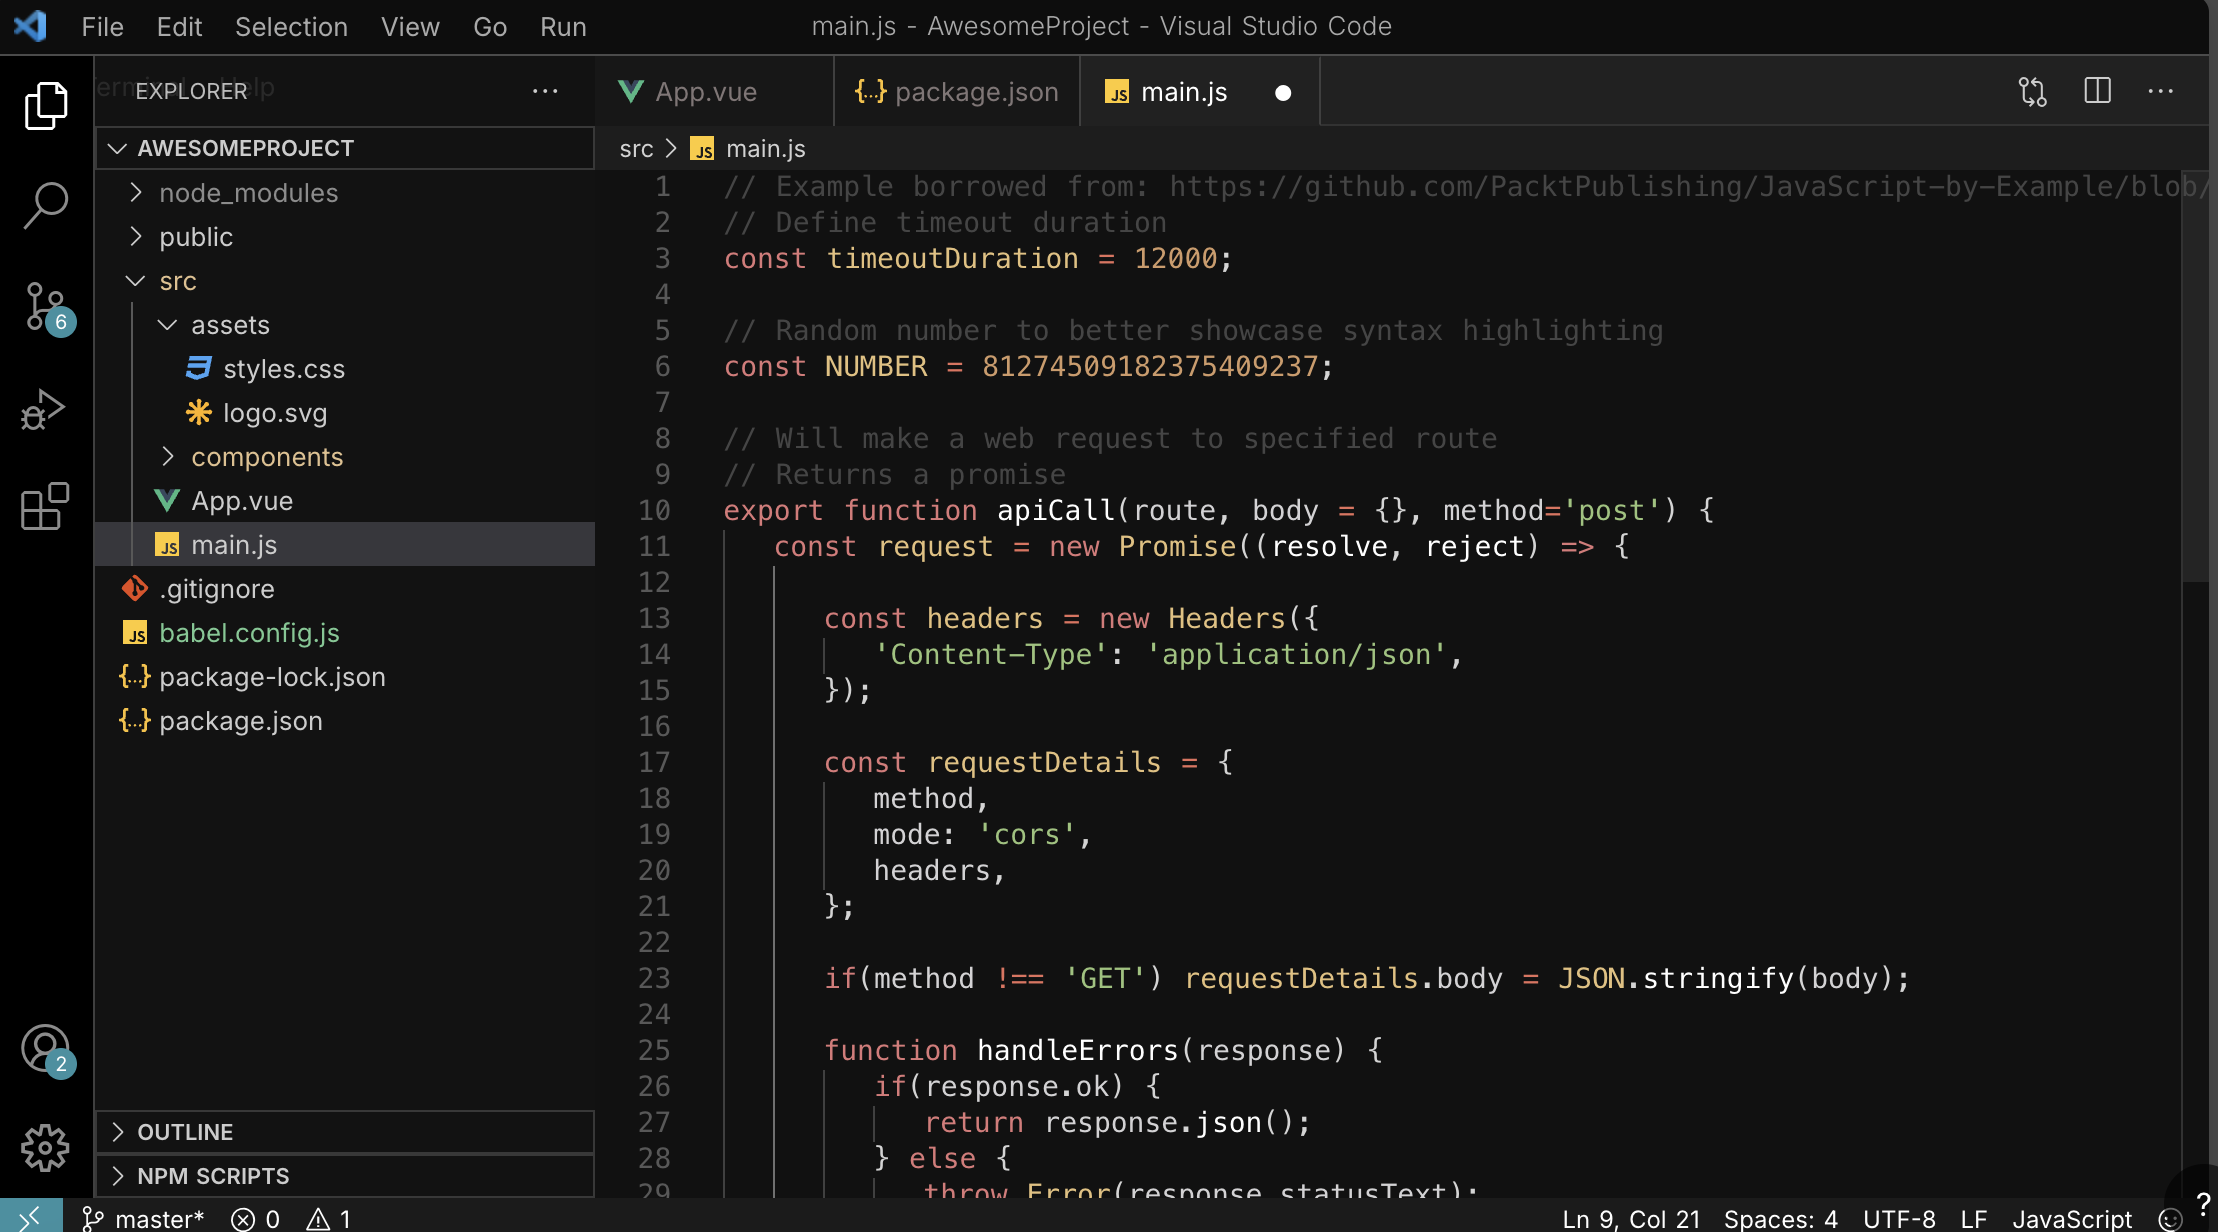 File Edit Selection View Go Run
main.js - AwesomeProject - Visual Studio Code
Terminal Help
EXPLORER
AWESOMEPROJECT
node_modules
public
src
assets
styles.css
logo.svg
components
App.vue
main.js
.gitignore
JS babel.config.js
{...} package-lock.json
{...} package.json
OUTLINE
NPM SCRIPTS
6
2
App.vue {...} package.json JS main.js
src > JS main.js
1 // Example borrowed from: https://github.com/PacktPublishing/JavaScript-by-Example/blob/
2 // Define timeout duration
3 const timeoutDuration = 12000;
4
5 // Random number to better showcase syntax highlighting
6 const NUMBER = 81274509182375409237;
7
8 // Will make a web request to specified route
9 // Returns a promise
10 export function apiCall(route, body = {}, method='post') {
11 const request = new Promise((resolve, reject) => {
12
13 const headers = new Headers({
14 'Content-Type': 'application/json',
15 });
16
17 const requestDetails = {
18 method,
19 mode: 'cors',
20 headers,
21 };
22
23 if(method !== 'GET') requestDetails.body = JSON.stringify(body);
24
25 function handleErrors(response) {
26 if(response.ok) {
27 return response.json();
28 } else {
29 throw Error(response.statusText);
master* 0 1
Ln 9, Col 21 Spaces: 4 UTF-8 LF JavaScript ?